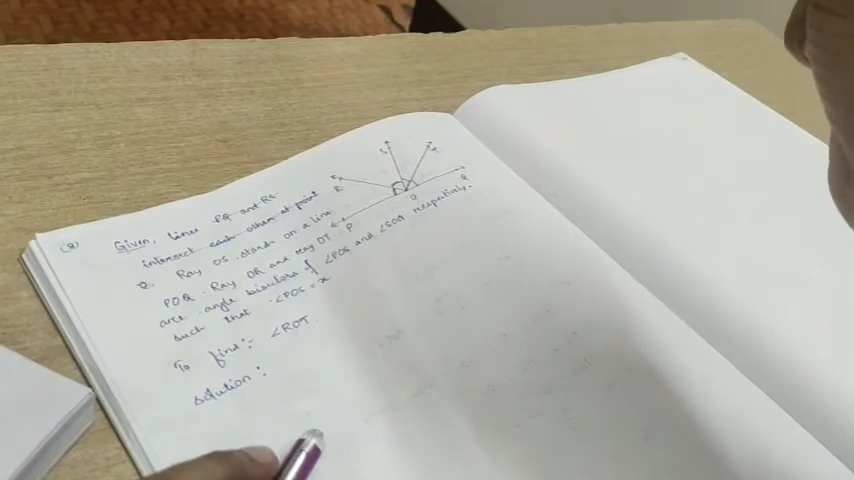 (8) Given, Lines PQ and RS
intersect each other at point
O. Ray OS stands on a line
POQ. Ray OR and ray OT
are angle bisectors of ∠POS and ∠SOQ respectively.
such that ∠POS = x
To find:- ∠ROT.
solution:
S
T
R
Q
O
P